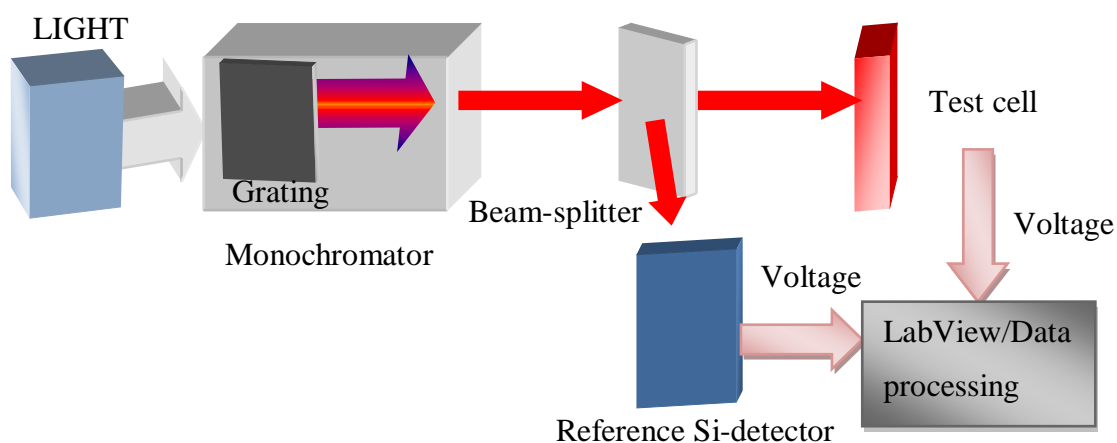 LIGHT
Grating
Monochromator
Beam-splitter
Test cell
Voltage
Voltage
LabView/Data
processing
Reference Si-detector